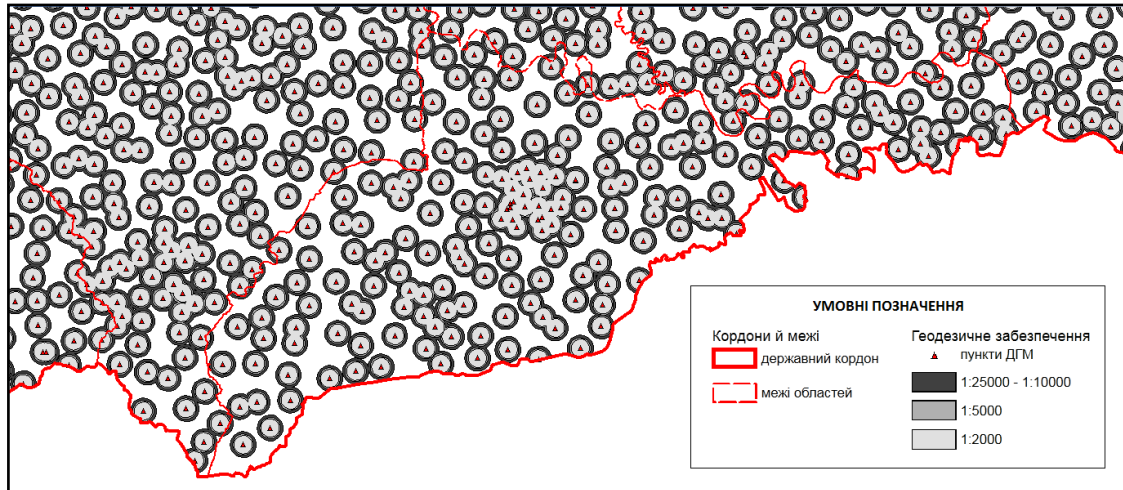 УМОВНІ ПОЗНАЧЕННЯ
Кордони й межі
державний кордон
межі областей
Геодезичне забезпечення
пункти ДГМ
1:25000 - 1:10000
1:5000
1:2000